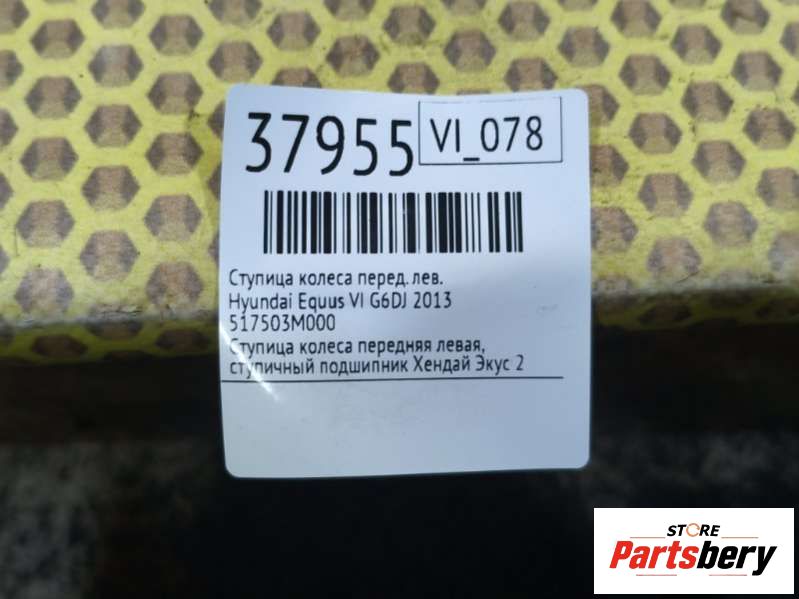 37955
VI_078
Ступица колеса перед. лев.
Hyundai Equus VI G6DJ 2013
517503M000
Ступица колеса передняя левая,
ступичный подшипник Хендай Экус 2
STORE
Partsbery